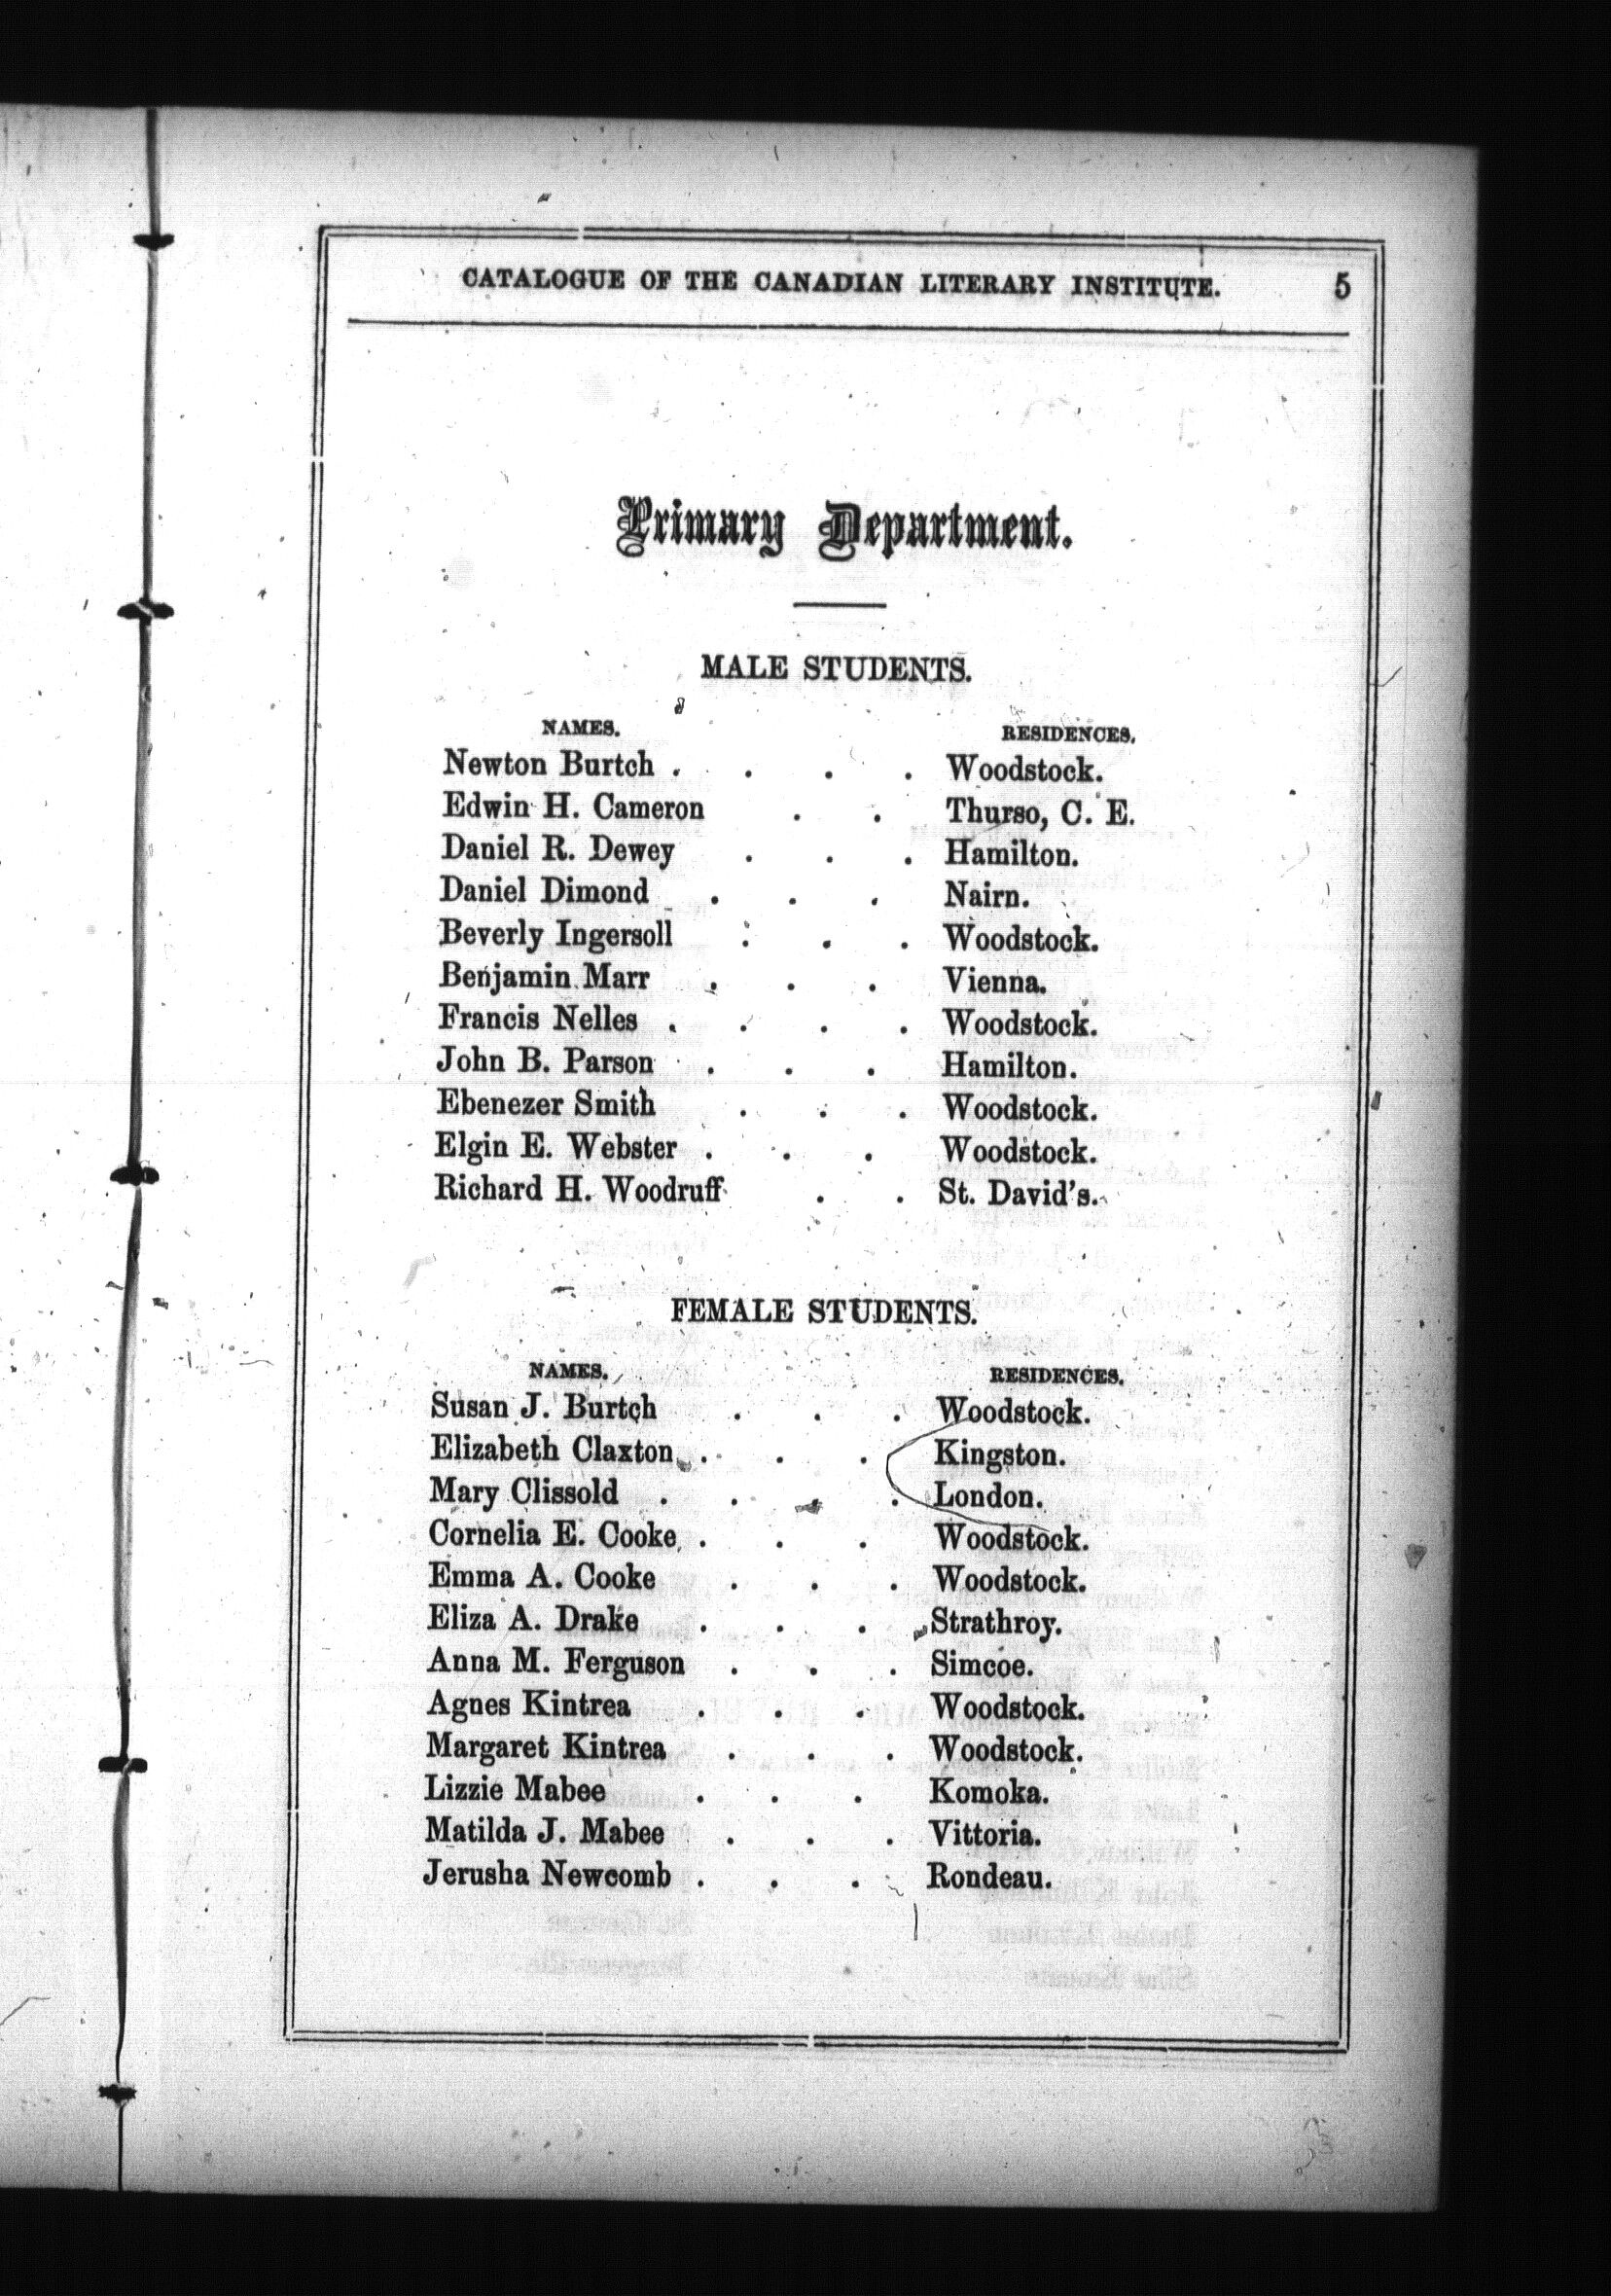 CATALOGUE OF THE CANADIAN LITERARY INSTITUTE. 5
Primary Department.
MALE STUDENTS.
NAMES. RESIDENCES.
Newton Burtch . . . . Woodstock.
Edwin H. Cameron . . Thurso, C. E.
Daniel R. Dewey . . . Hamilton.
Daniel Dimond . . . Nairn.
Beverly Ingersoll . . . Woodstock.
Benjamin Marr . . . Vienna.
Francis Nelles . . . . Woodstock.
John B. Parson . . . Hamilton.
Ebenezer Smith . . . Woodstock.
Elgin E. Webster . . . Woodstock.
Richard H. Woodruff . . St. David's.
FEMALE STUDENTS.
NAMES. RESIDENCES.
Susan J. Burtch . . . Woodstock.
Elizabeth Claxton . . . Kingston.
Mary Clissold . . . . London.
Cornelia E. Cooke . . . Woodstock.
Emma A. Cooke . . . Woodstock.
Eliza A. Drake . . . Strathroy.
Anna M. Ferguson . . . Simcoe.
Agnes Kintrea . . . Woodstock.
Margaret Kintrea . . . Woodstock.
Lizzie Mabee . . . Komoka.
Matilda J. Mabee . . . Vittoria.
Jerusha Newcomb . . . Rondeau.